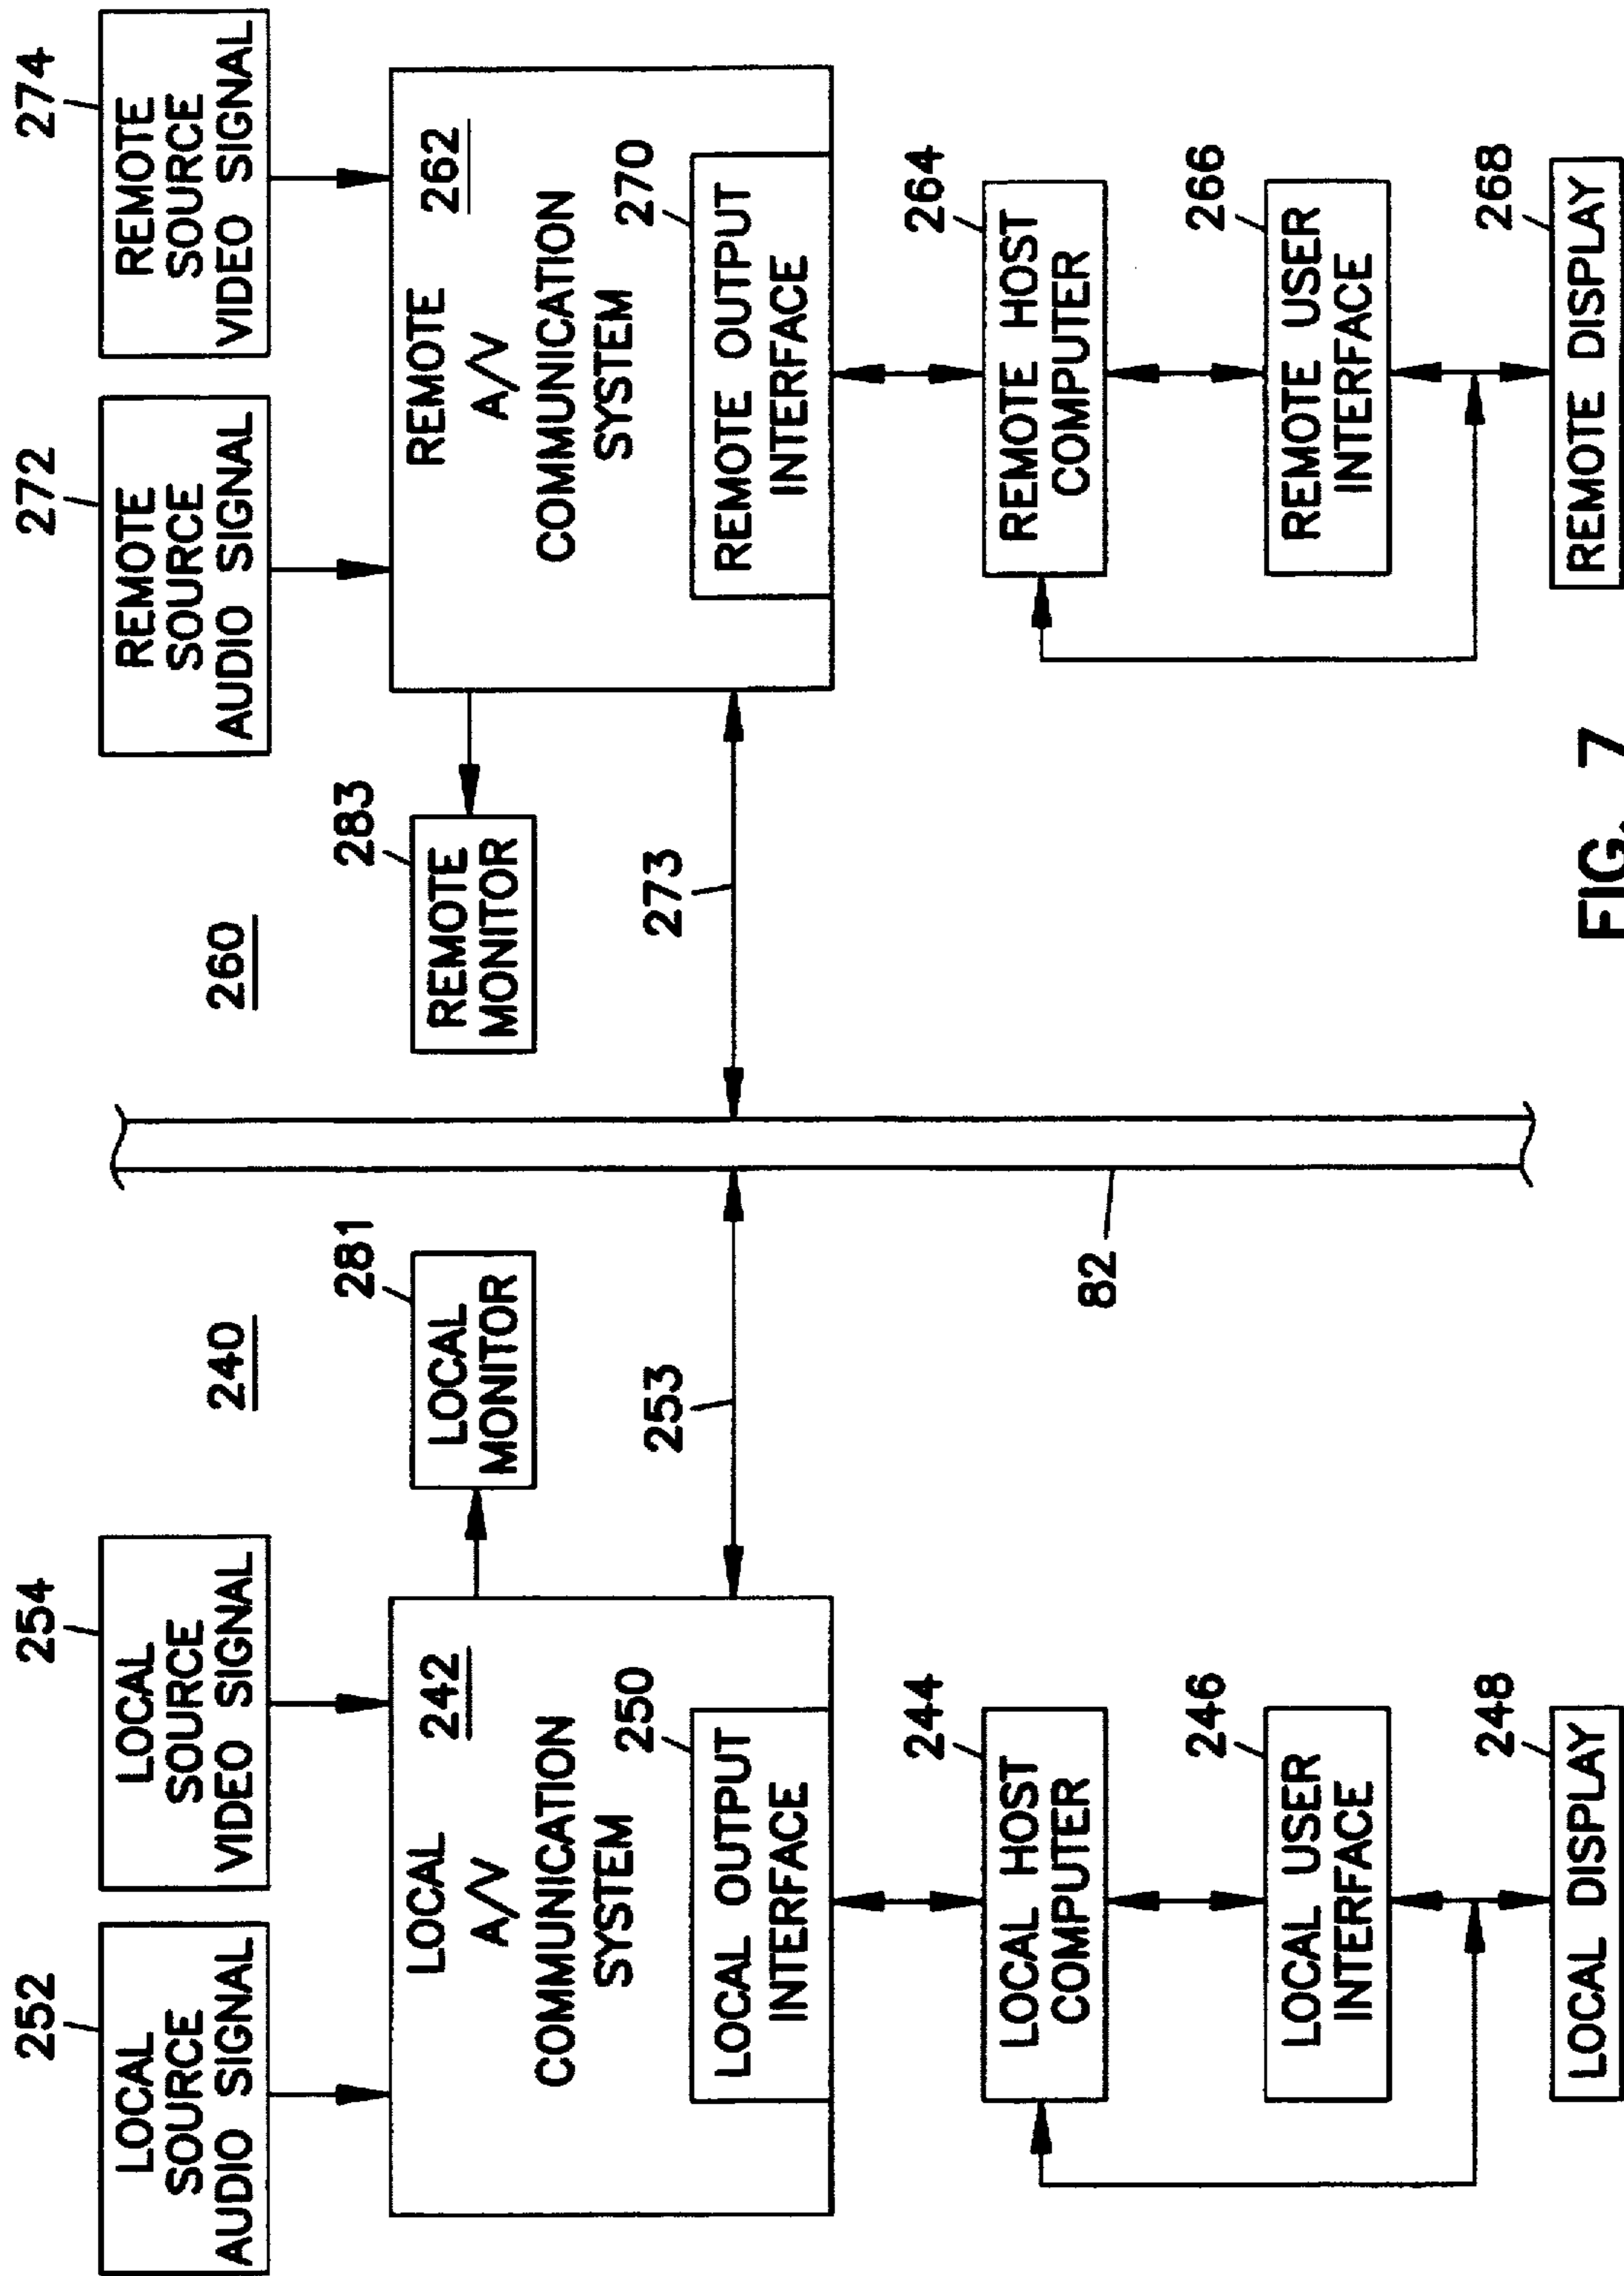 252
LOCAL
SOURCE
AUDIO SIGNAL
254
LOCAL
SOURCE
VIDEO SIGNAL
LOCAL
A/V
COMMUNICATION
SYSTEM
242
250
LOCAL OUTPUT
INTERFACE
244
LOCAL HOST
COMPUTER
246
LOCAL USER
INTERFACE
248
LOCAL DISPLAY
240
281
LOCAL
MONITOR
253
82
260
283
REMOTE
MONITOR
273
272
REMOTE
SOURCE
AUDIO SIGNAL
274
REMOTE
SOURCE
VIDEO SIGNAL
REMOTE
A/V
COMMUNICATION
SYSTEM
262
270
REMOTE OUTPUT
INTERFACE
264
REMOTE HOST
COMPUTER
266
REMOTE USER
INTERFACE
268
REMOTE DISPLAY
FIG. 7